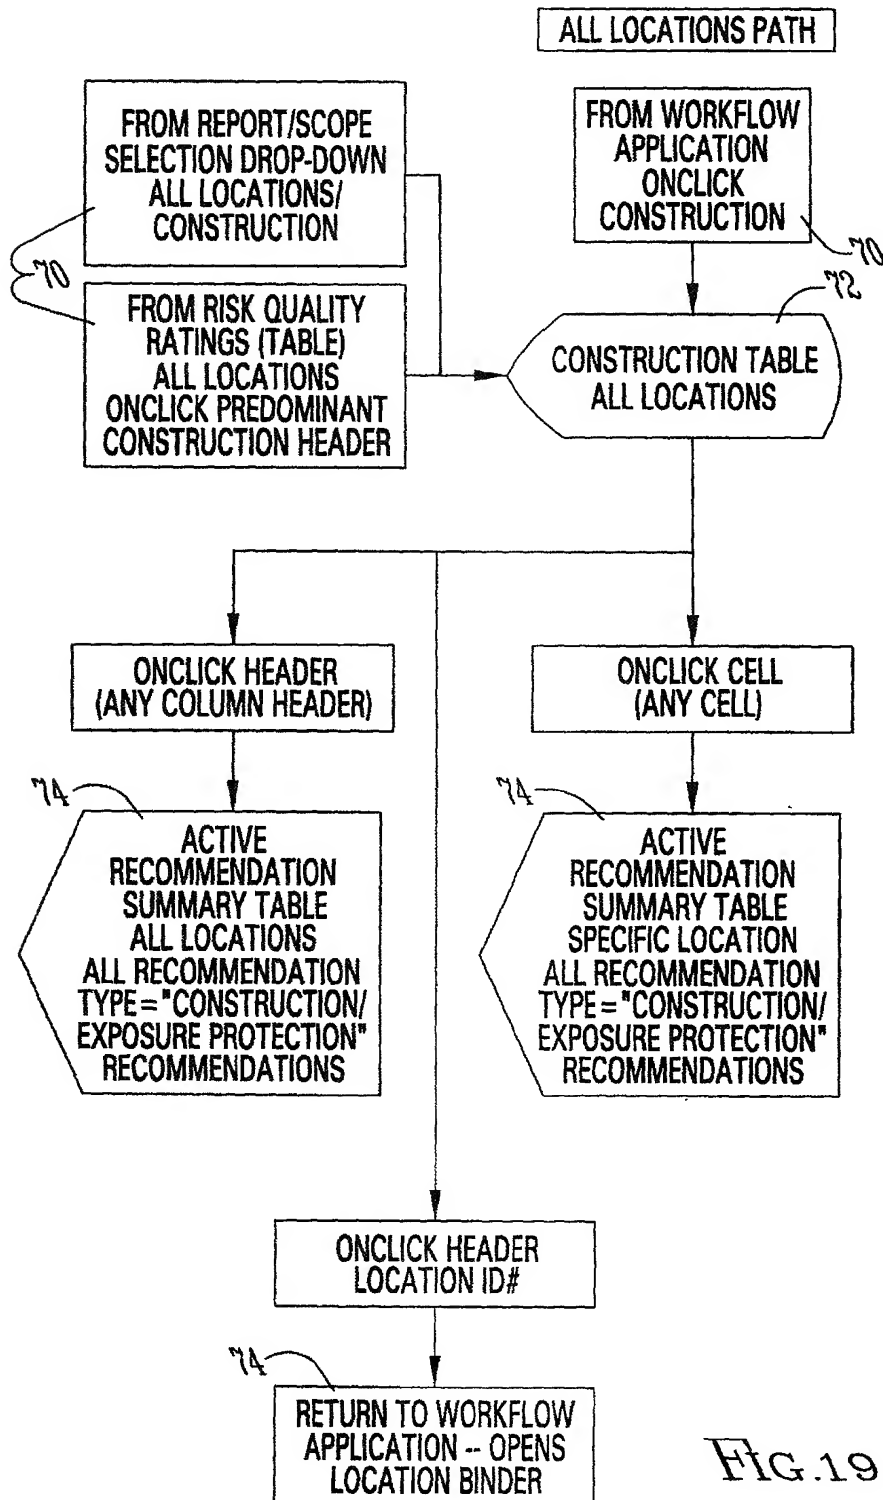 ALL LOCATIONS PATH
FROM REPORT/SCOPE
SELECTION DROP-DOWN
ALL LOCATIONS/
CONSTRUCTION
FROM WORKFLOW
APPLICATION
ONCLICK
CONSTRUCTION
70
70
72
FROM RISK QUALITY
RATINGS (TABLE)
ALL LOCATIONS
ONCLICK PREDOMINANT
CONSTRUCTION HEADER
CONSTRUCTION TABLE
ALL LOCATIONS
ONCLICK HEADER
(ANY COLUMN HEADER)
ONCLICK CELL
(ANY CELL)
74
ACTIVE
RECOMMENDATION
SUMMARY TABLE
ALL LOCATIONS
ALL RECOMMENDATION
TYPE="CONSTRUCTION/
EXPOSURE PROTECTION"
RECOMMENDATIONS
74
ACTIVE
RECOMMENDATION
SUMMARY TABLE
SPECIFIC LOCATION
ALL RECOMMENDATION
TYPE="CONSTRUCTION/
EXPOSURE PROTECTION"
RECOMMENDATIONS
ONCLICK HEADER
LOCATION ID#
74
RETURN TO WORKFLOW
APPLICATION -- OPENS
LOCATION BINDER
FIG.19